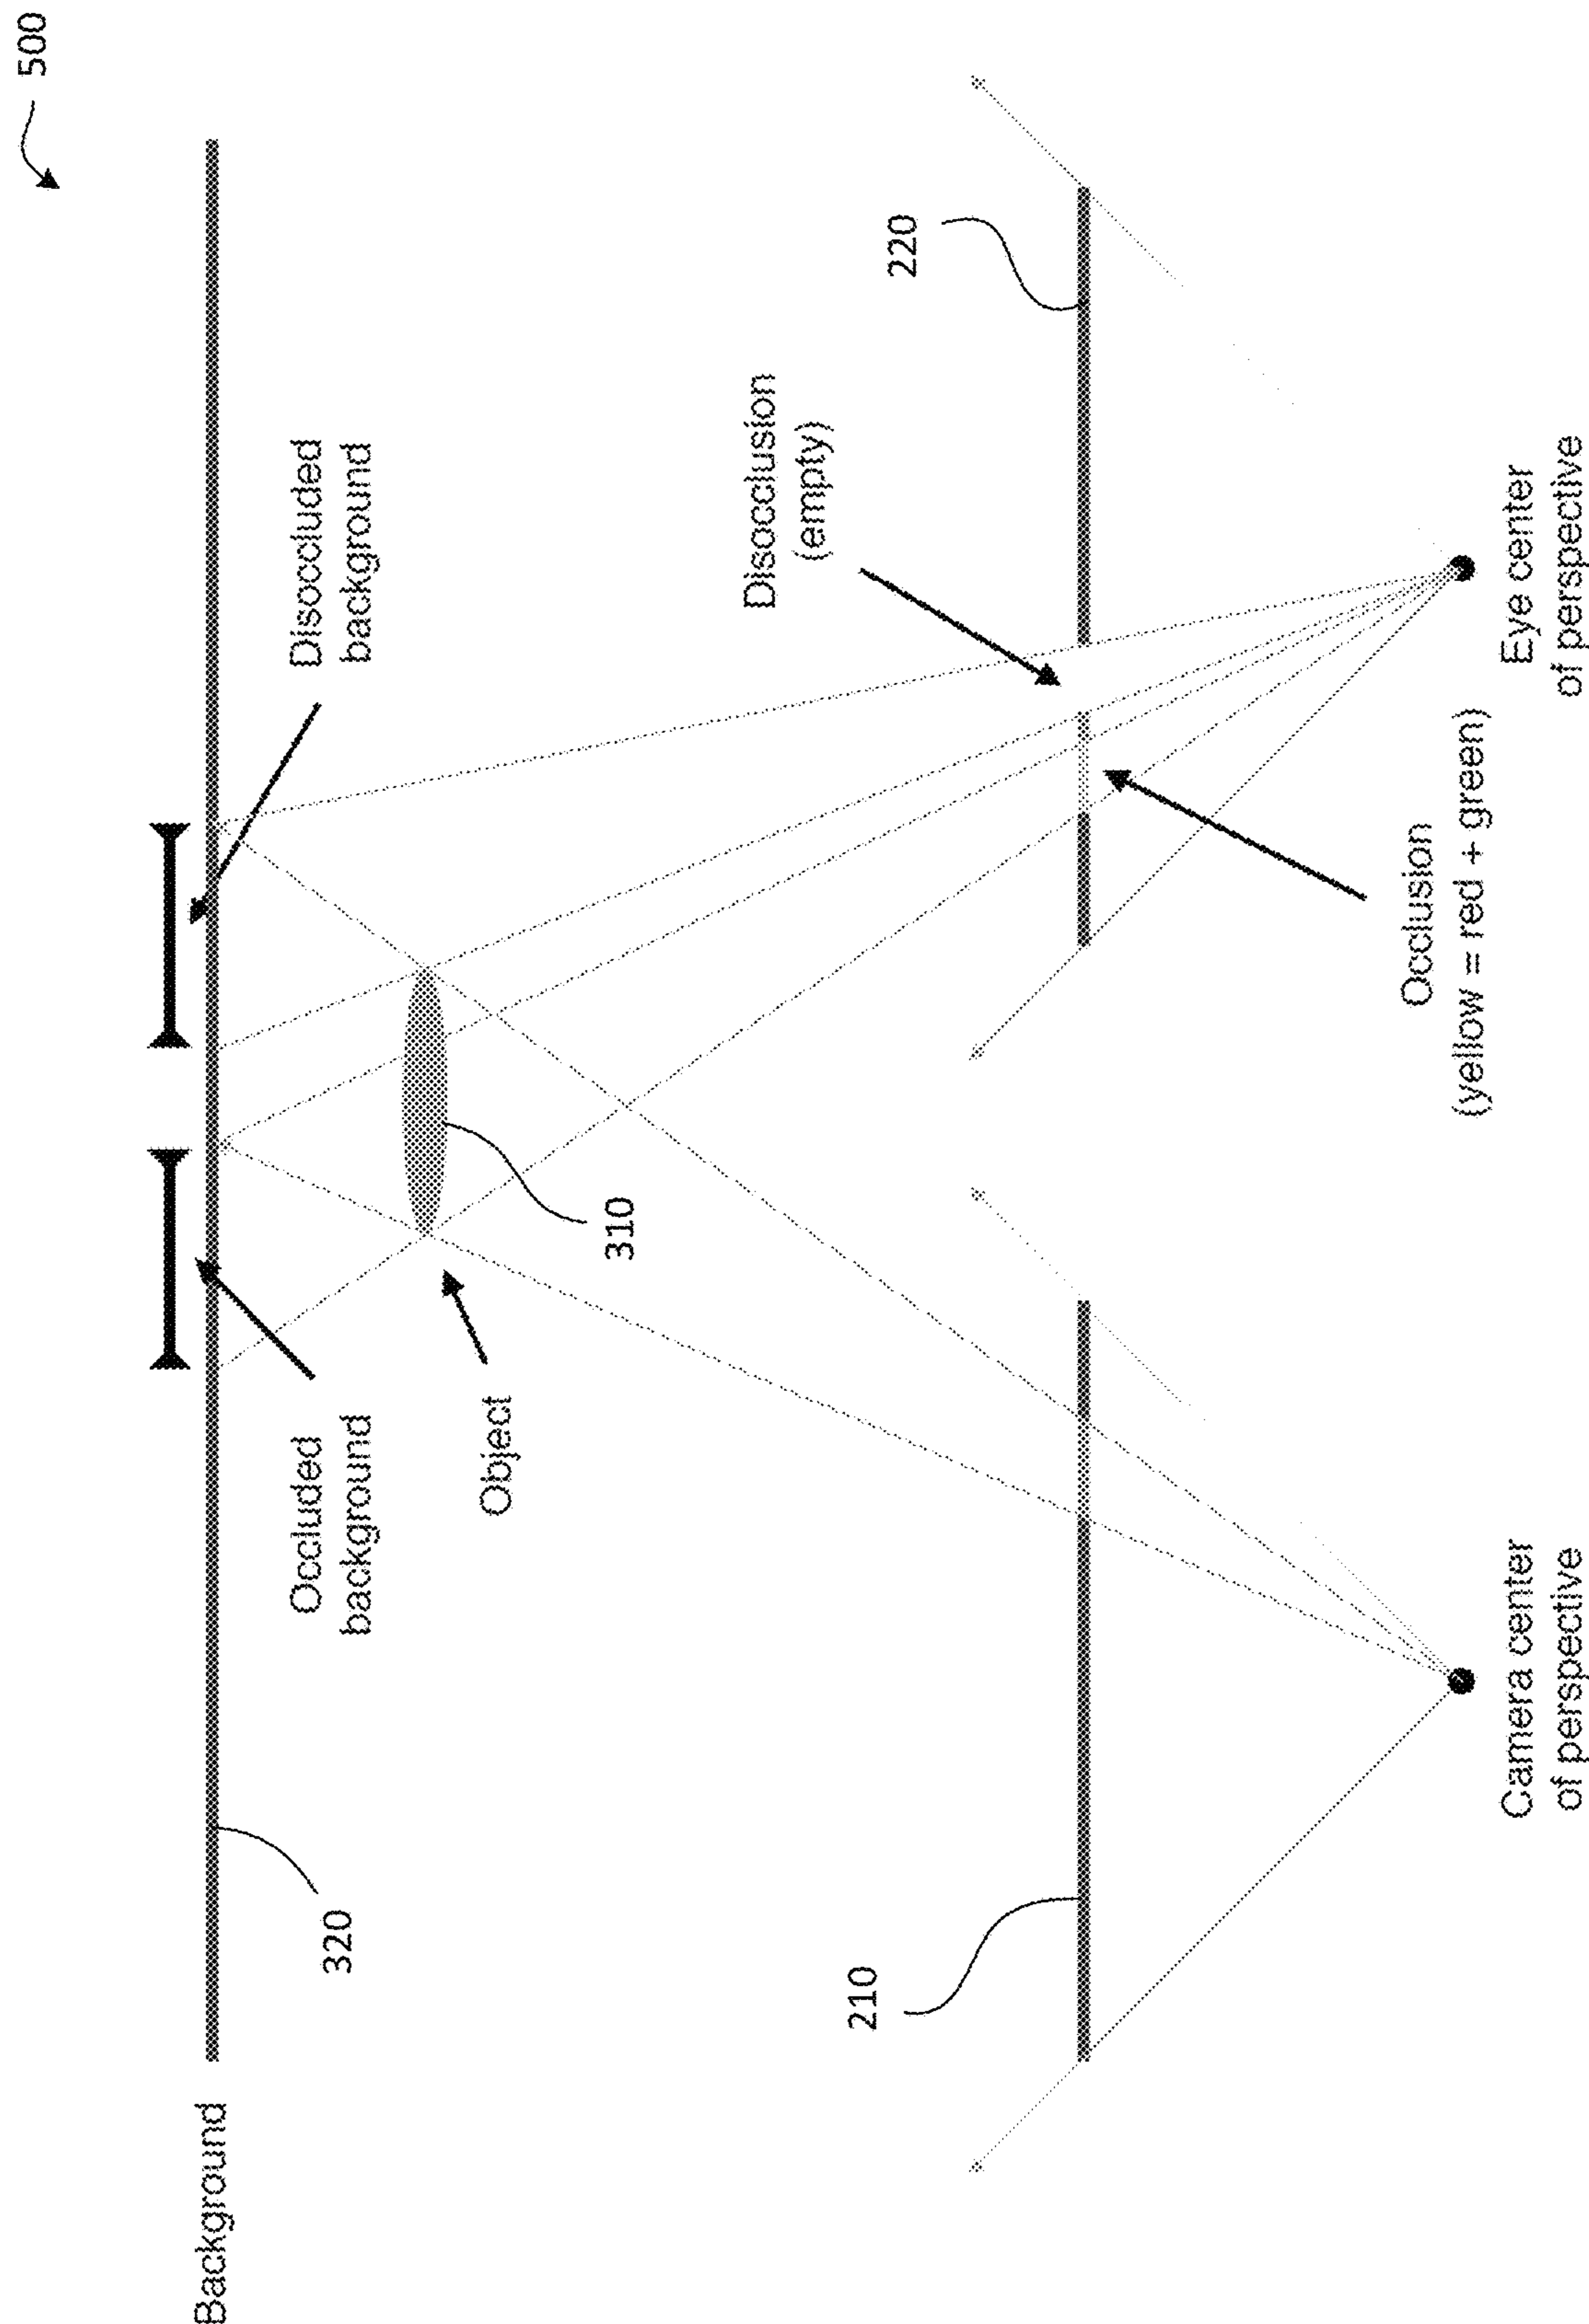 500
Background
320
Occluded
background
Disoccluded
background
Object
310
210
220
Disocclusion
(empty)
Occlusion
(yellow = red + green)
Camera center
of perspective
Eye center
of perspective